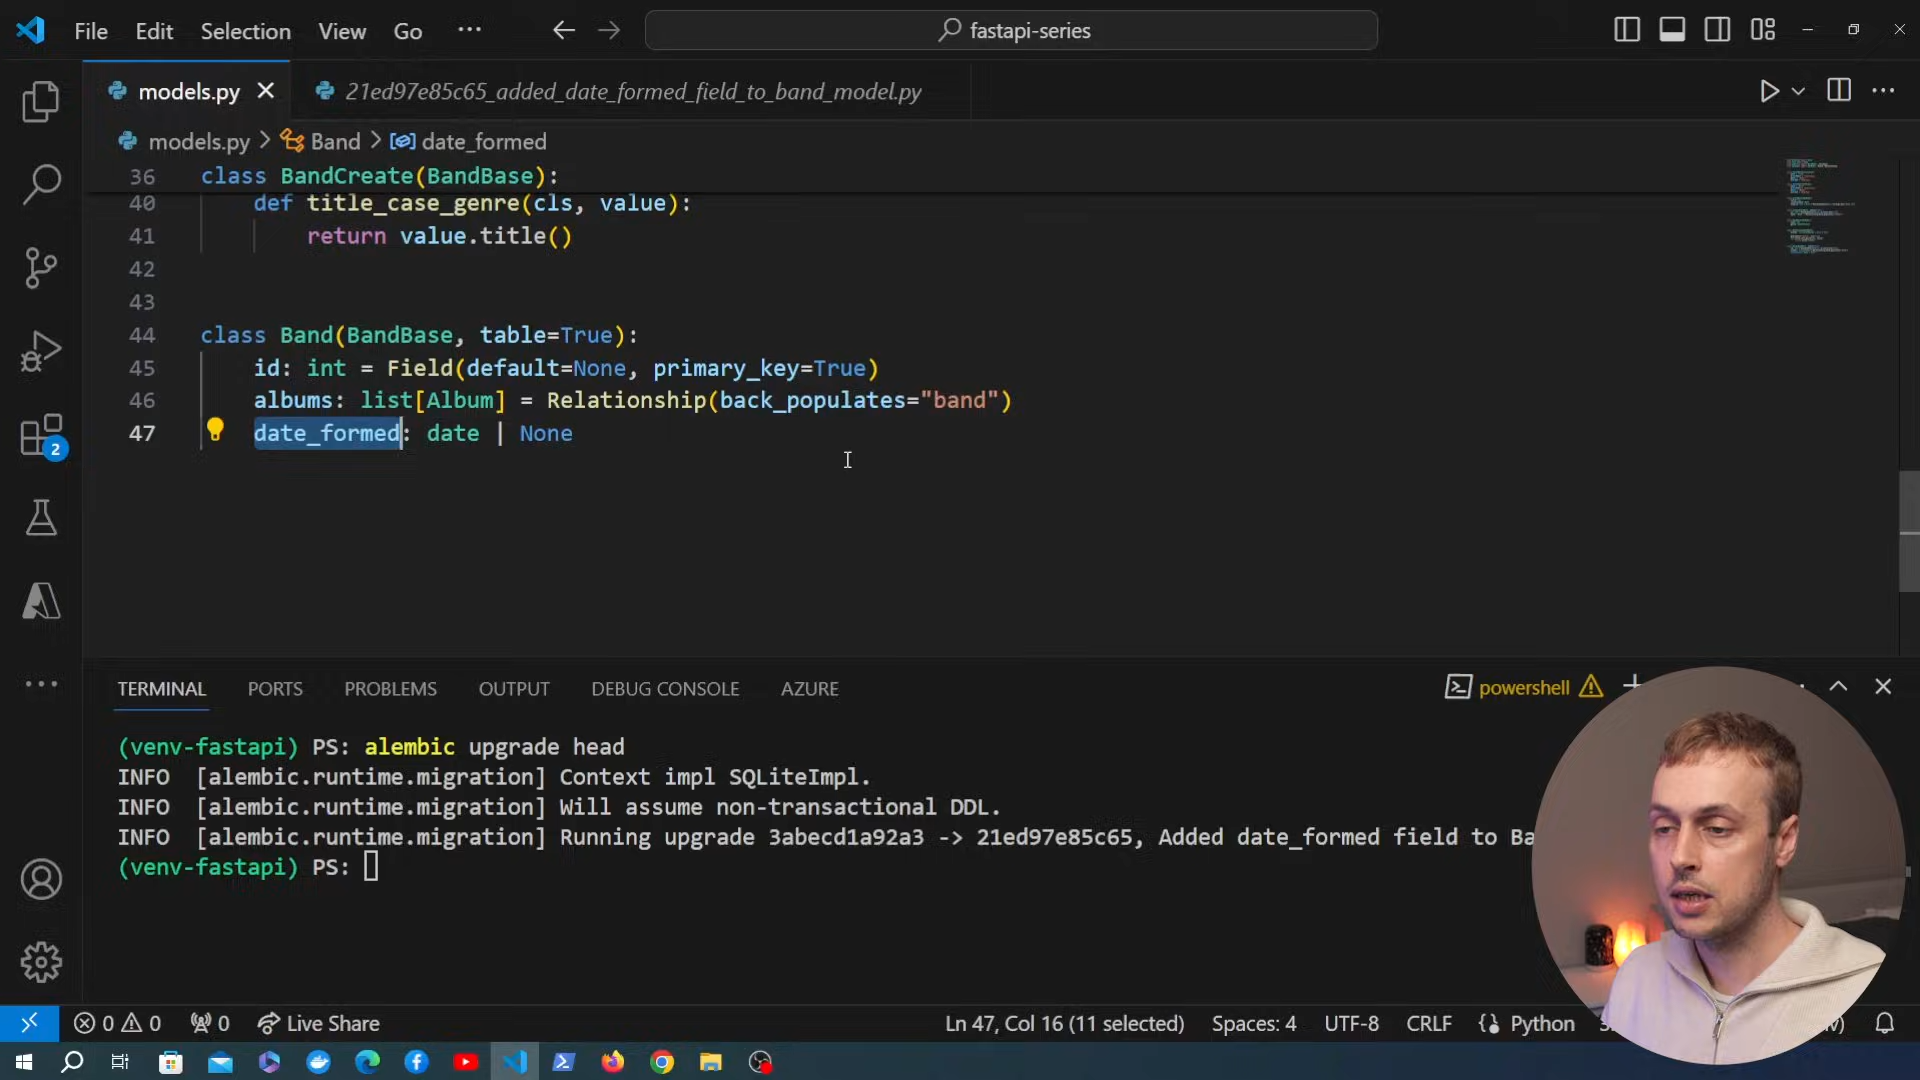 File Edit Selection View Go ··· fastapi-series
models.py 21ed97e85c65_added_date_formed_field_to_band_model.py
models.py > Band > date_formed
36 class BandCreate(BandBase):
40 def title_case_genre(cls, value):
41 return value.title()
42
43
44 class Band(BandBase, table=True):
45 id: int = Field(default=None, primary_key=True)
46 albums: list[Album] = Relationship(back_populates="band")
47 date_formed: date | None
2
TERMINAL PORTS PROBLEMS OUTPUT DEBUG CONSOLE AZURE powershell
(venv-fastapi) PS: alembic upgrade head
INFO [alembic.runtime.migration] Context impl SQLiteImpl.
INFO [alembic.runtime.migration] Will assume non-transactional DDL.
INFO [alembic.runtime.migration] Running upgrade 3abecd1a92a3 -> 21ed97e85c65, Added date_formed field to Ba
(venv-fastapi) PS:
0 0 0 Live Share Ln 47, Col 16 (11 selected) Spaces: 4 UTF-8 CRLF Python